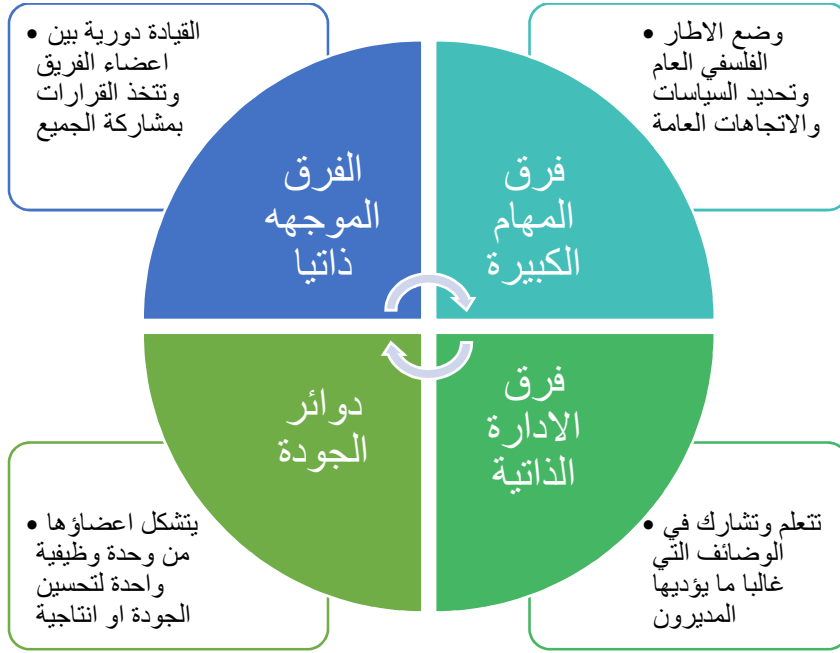 وضع الاطار
الفلسفي العام
وتحديد السياسات
والاتجاهات العامة
فرق
المهام
الكبيرة
القيادة دورية بين
اعضاء الفريق
وتتخذ القرارات
بمشاركة الجميع
الفرق
الموجهه
ذاتيا
فرق
الادارة
الذاتية
تتعلم وتشارك في
الوضائف التي
غالبا ما يؤديها
المديرون
دوائر
الجودة
يتشكل اعضاؤها
من وحدة وظيفية
واحدة لتحسين
الجودة او انتاجية